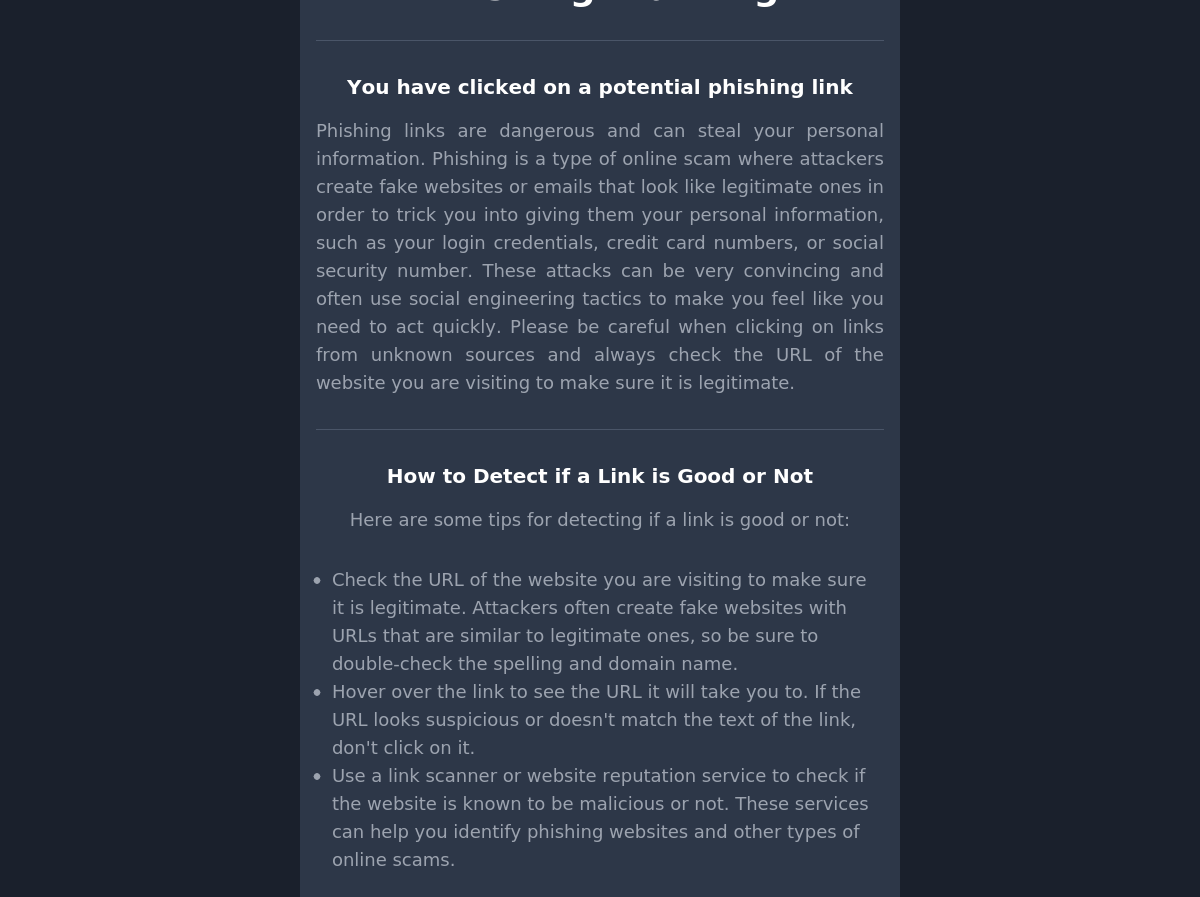 You have clicked on a potential phishing link
Phishing links are dangerous and can steal your personal
information. Phishing is a type of online scam where attackers
create fake websites or emails that look like legitimate ones in
order to trick you into giving them your personal information,
such as your login credentials, credit card numbers, or social
security number. These attacks can be very convincing and
often use social engineering tactics to make you feel like you
need to act quickly. Please be careful when clicking on links
from unknown sources and always check the URL of the
website you are visiting to make sure it is legitimate.
How to Detect if a Link is Good or Not
Here are some tips for detecting if a link is good or not:
• Check the URL of the website you are visiting to make sure
it is legitimate. Attackers often create fake websites with
URLs that are similar to legitimate ones, so be sure to
double-check the spelling and domain name.
• Hover over the link to see the URL it will take you to. If the
URL looks suspicious or doesn't match the text of the link,
don't click on it.
• Use a link scanner or website reputation service to check if
the website is known to be malicious or not. These services
can help you identify phishing websites and other types of
online scams.